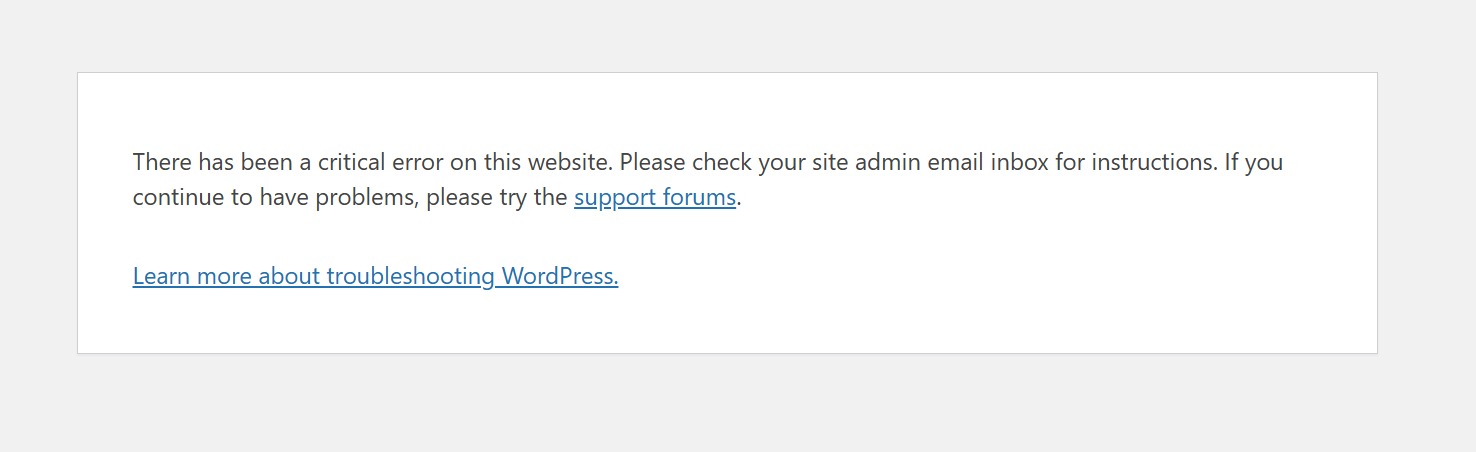 There has been a critical error on this website. Please check your site admin email inbox for instructions. If you
continue to have problems, please try the support forums.
Learn more about troubleshooting WordPress.